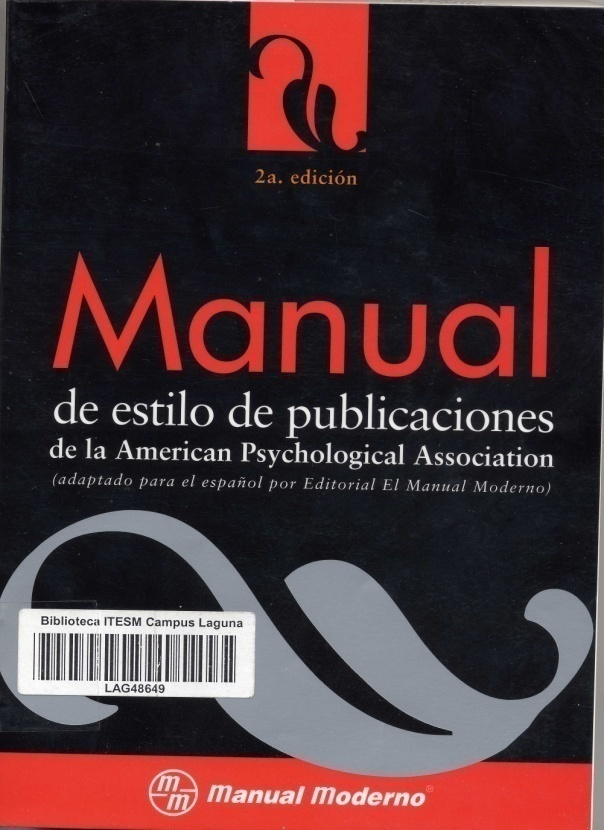 2a. edición
Manual
de estilo de publicaciones
de la American Psychological Association
(adaptado para el español por Editorial El Manual Moderno)
Biblioteca ITESM Campus Laguna
LAG48649
mm Manual Moderno®